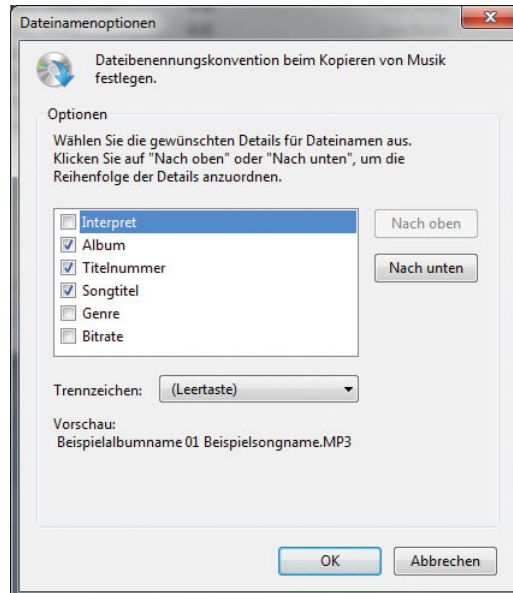 Dateinamenoptionen
Dateibenennungskonvention beim Kopieren von Musik
festlegen.
Optionen
Wählen Sie die gewünschten Details für Dateinamen aus.
Klicken Sie auf "Nach oben" oder "Nach unten", um die
Reihenfolge der Details anzuordnen.
Interpret
Nach oben
Album
Titelnummer
Nach unten
Songtitel
Genre
Bitrate
Trennzeichen: (Leertaste)
Vorschau:
Beispielalbumname 01 Beispielsongname.MP3
OK Abbrechen